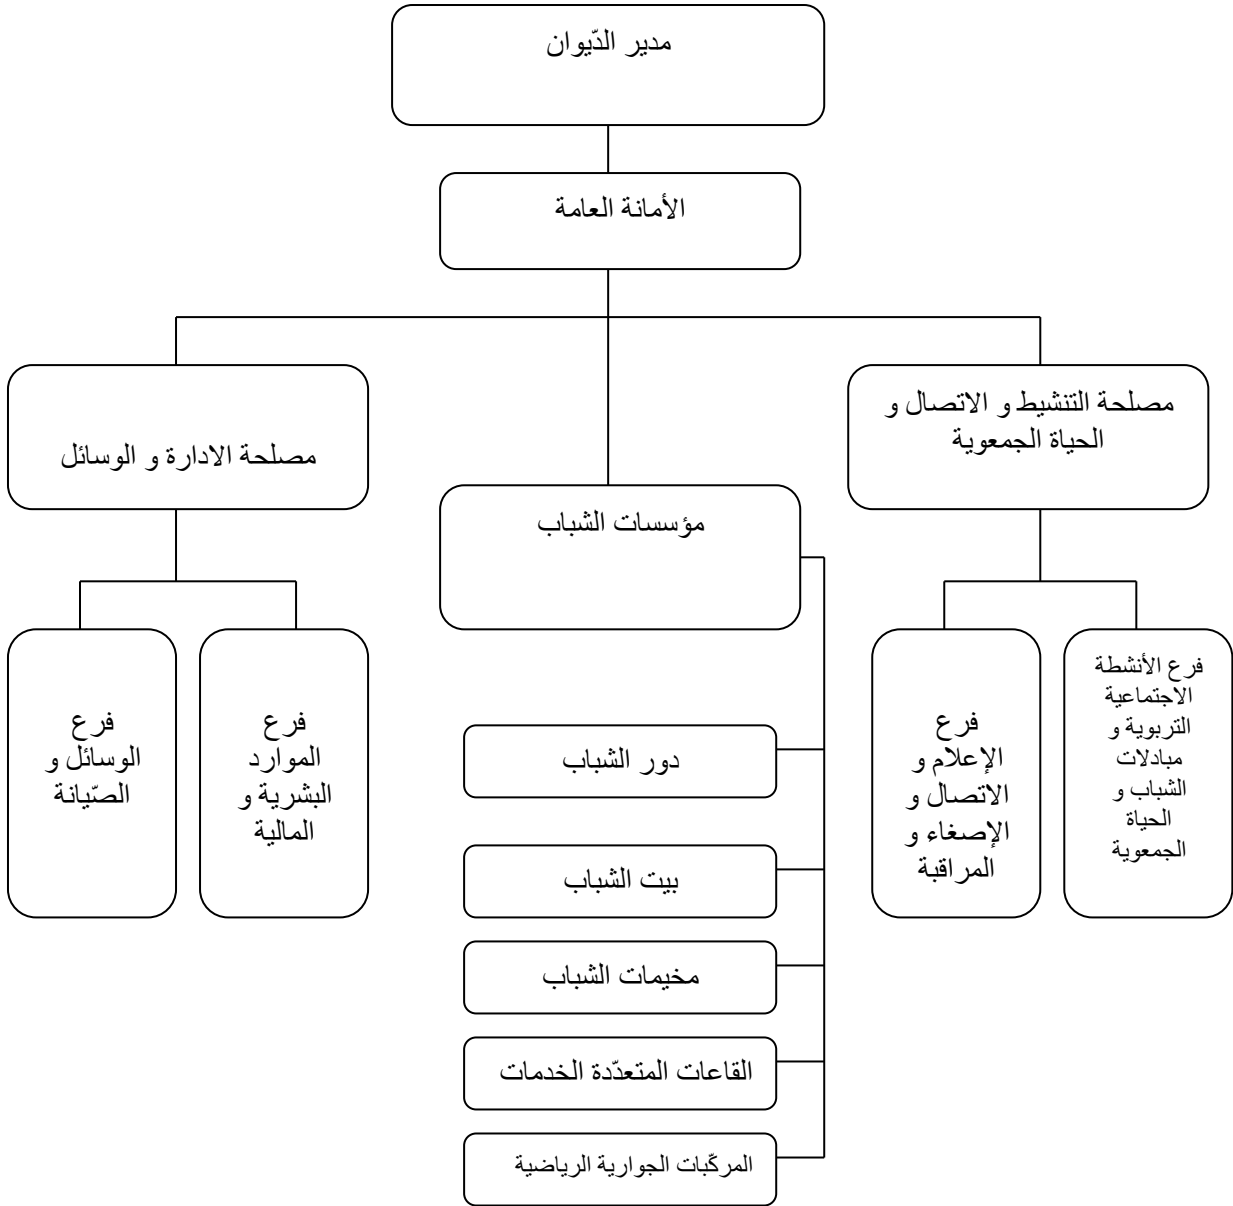 مدير الدّيوان
الأمانة العامة
مصلحة التنشيط و الاتصال و
الحياة الجمعوية
مصلحة الادارة و الوسائل
مؤسسات الشباب
فرع الأنشطة
الاجتماعية
التربوية و
مبادلات
الشباب و
الحياة
الجمعوية
فرع
الإعلام و
الاتصال و
الإصغاء و
المراقبة
فرع
الموارد
البشرية و
المالية
فرع
الوسائل و
الصّيانة
دور الشباب
بيت الشباب
مخيمات الشباب
القاعات المتعدّدة الخدمات
المركّبات الجوارية الرياضية